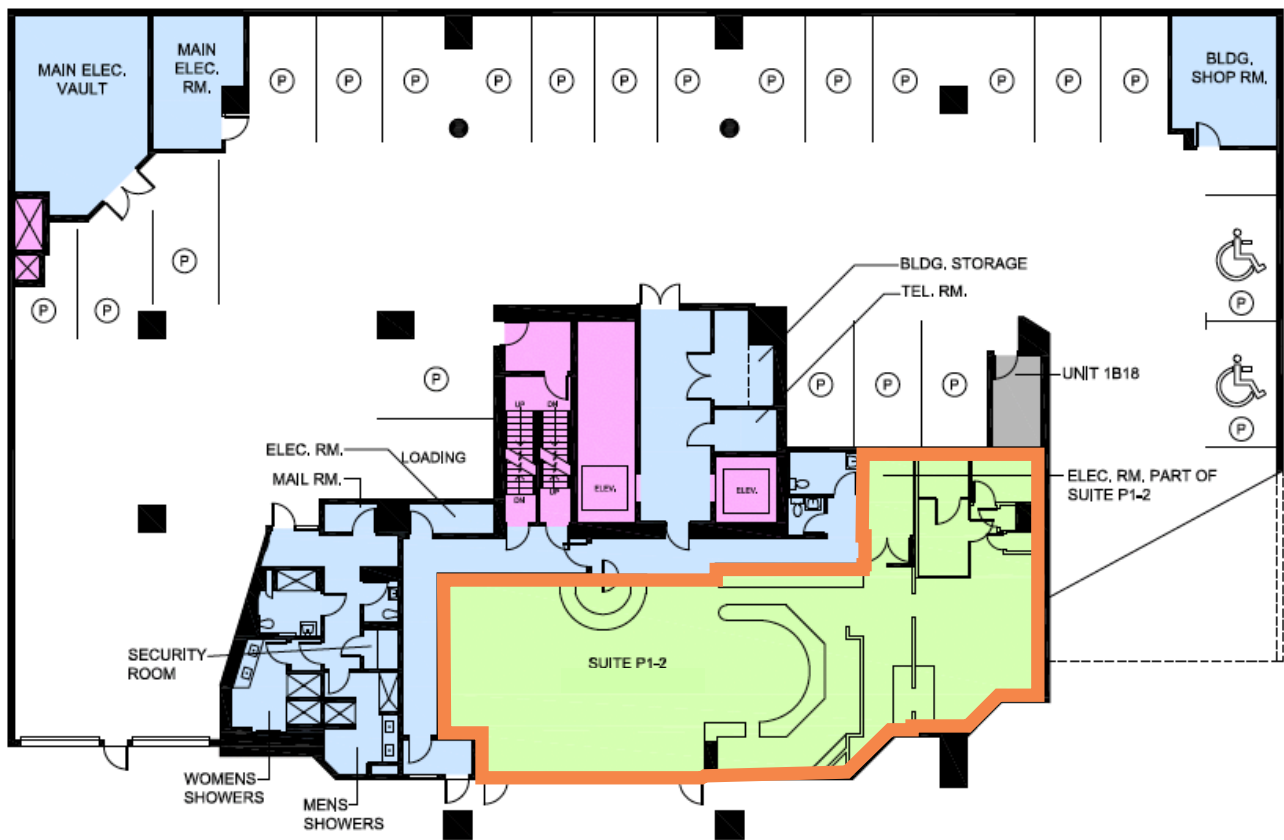 MAIN ELEC.
VAULT
MAIN
ELEC.
RM.
P
P
P
P
P
P
P
P
P
P
P
P
P
BLDG.
SHOP RM.
P
P
P
P
P
BLDG. STORAGE
TEL. RM.
P
P
P
P
P
UNIT 1B18
UP
DN
ELEC. RM.
LOADING
MAIL RM.
DN
UP
ELEV.
ELEV.
ELEC. RM. PART OF
SUITE P1-2
SECURITY
ROOM
SUITE P1-2
WOMENS
SHOWERS
MENS
SHOWERS